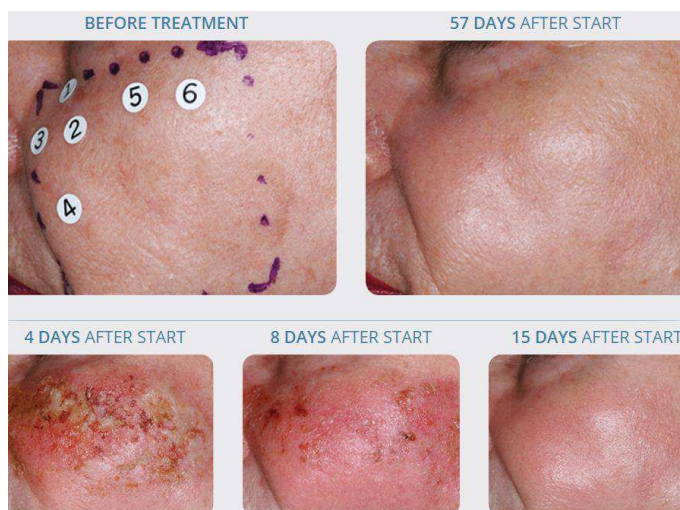 BEFORE TREATMENT
57 DAYS AFTER START
1
5
6
3
2
4
4 DAYS AFTER START
8 DAYS AFTER START
15 DAYS AFTER START